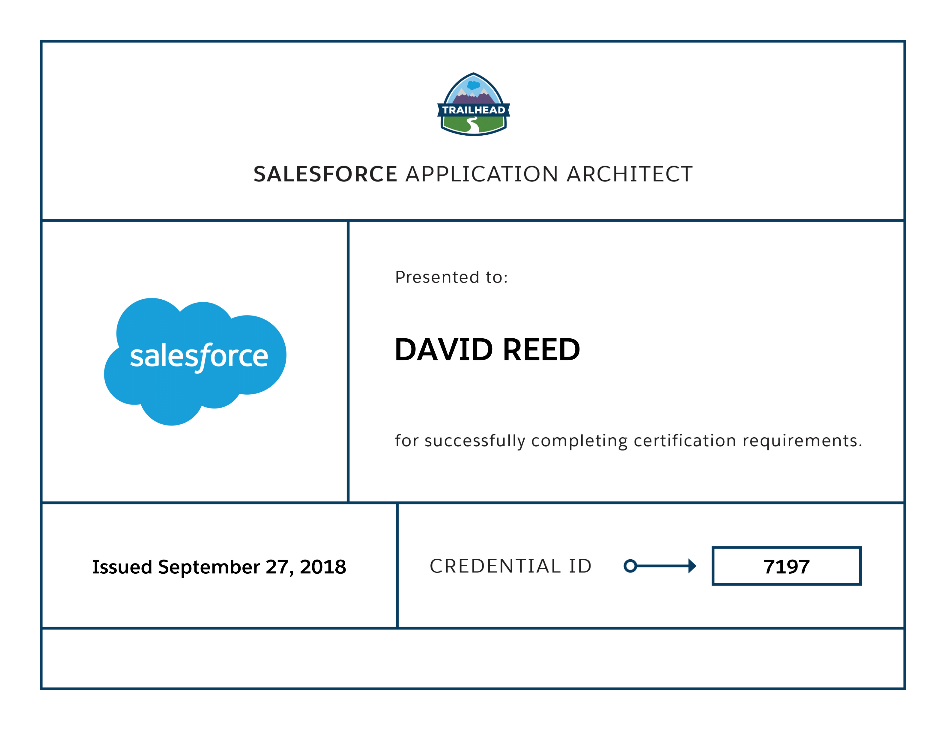 TRAILHEAD
SALESFORCE APPLICATION ARCHITECT
salesforce
Presented to:
DAVID REED
for successfully completing certification requirements.
Issued September 27, 2018
CREDENTIAL ID
7197